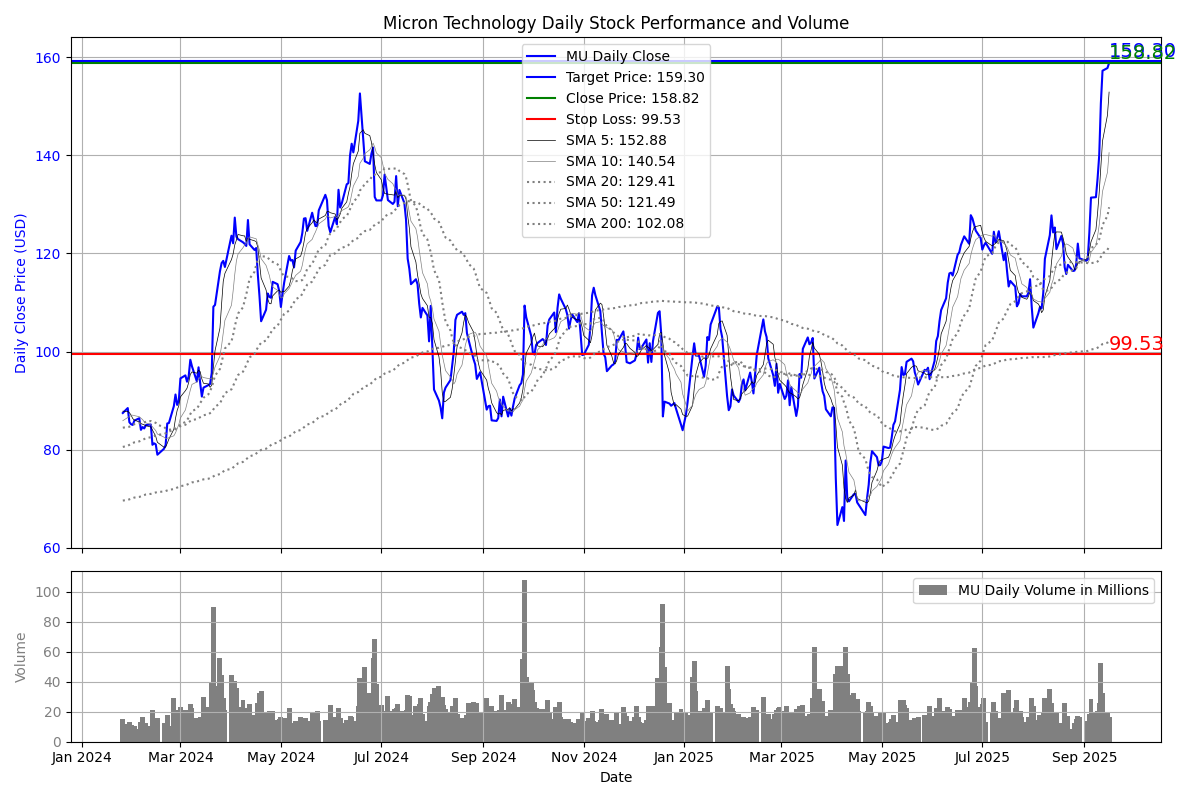 Micron Technology Daily Stock Performance and Volume
159.30
158.82
160
140
120
100
80
60
Daily Close Price (USD)
MU Daily Close
Target Price: 159.30
Close Price: 158.82
Stop Loss: 99.53
SMA 5: 152.88
SMA 10: 140.54
SMA 20: 129.41
SMA 50: 121.49
SMA 200: 102.08
99.53
100
80
60
40
20
0
Volume
MU Daily Volume in Millions
Jan 2024 Mar 2024 May 2024 Jul 2024 Sep 2024 Nov 2024 Jan 2025 Mar 2025 May 2025 Jul 2025 Sep 2025
Date